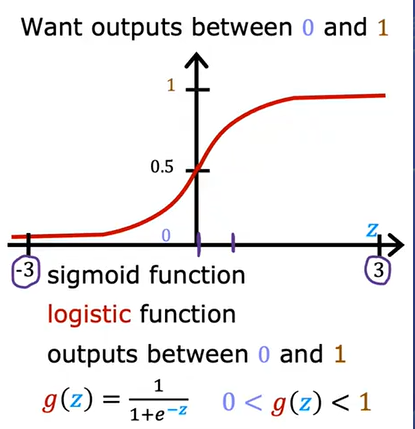 Want outputs between 0 and 1
1
0.5
0
z
-3
3
sigmoid function
logistic function
outputs between 0 and 1
g(z) = 1/(1+e^{-z}) 0 < g(z) < 1